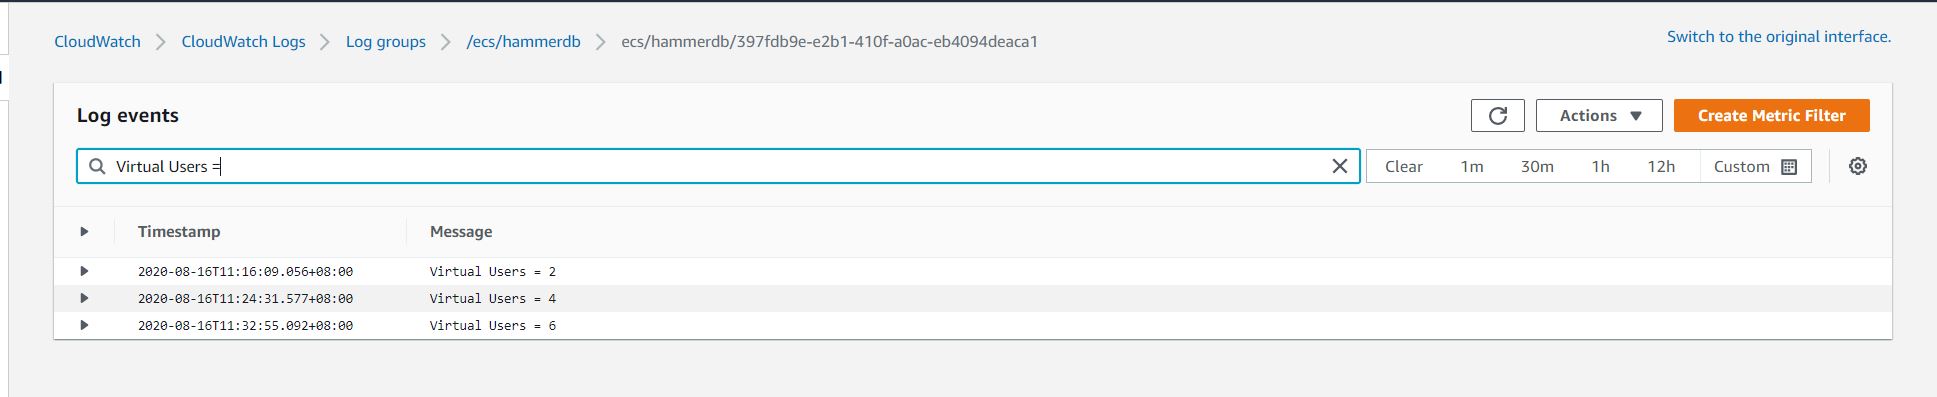 CloudWatch > CloudWatch Logs > Log groups > /ecs/hammerdb > ecs/hammerdb/397fdb9e-e2b1-410f-a0ac-eb4094deaca1
Switch to the original interface.
Log events
Actions
Create Metric Filter
Virtual Users =
Clear 1m 30m 1h 12h Custom
Timestamp Message
2020-08-16T11:16:09.056+08:00 Virtual Users = 2
2020-08-16T11:24:31.577+08:00 Virtual Users = 4
2020-08-16T11:32:55.092+08:00 Virtual Users = 6